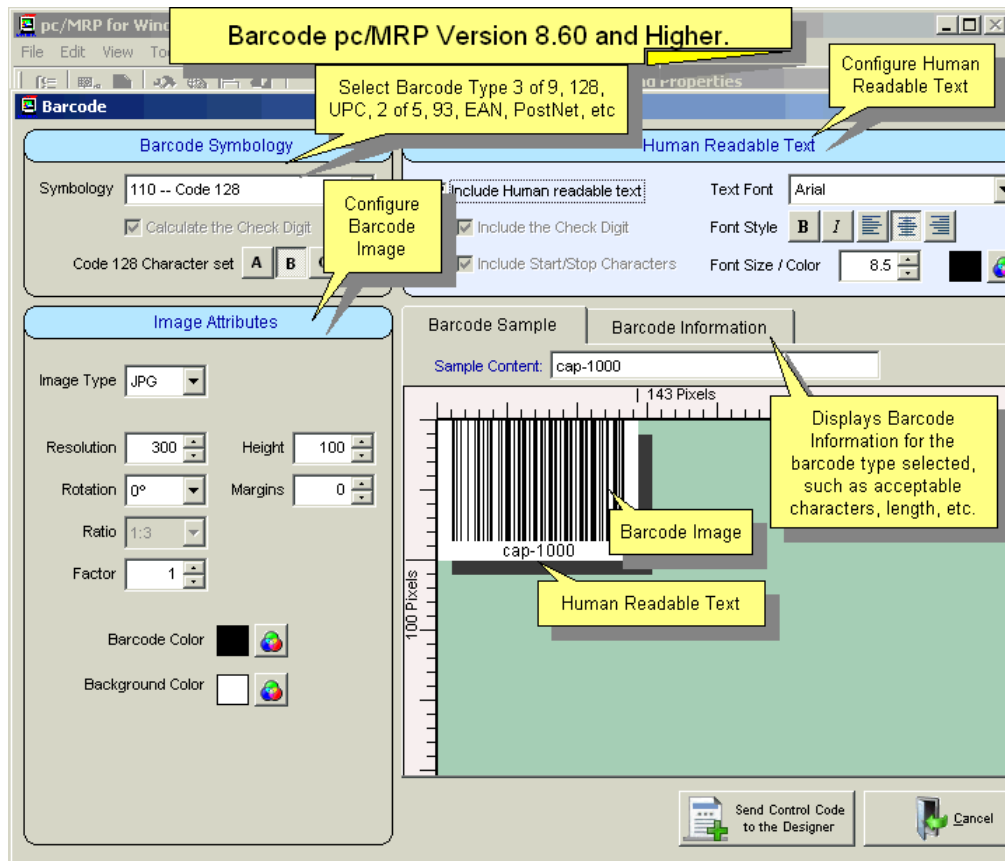 pc/MRP for Wind
Barcode pc/MRP Version 8.60 and Higher.
File Edit View To
ng Properties
Configure Human
Readable Text
Select Barcode Type 3 of 9, 128,
UPC, 2 of 5, 93, EAN, PostNet, etc
Barcode
Barcode Symbology
Human Readable Text
Symbology 110 -- Code 128
Calculate the Check Digit
Code 128 Character set A B
Configure
Barcode
Image
Include Human readable text
Text Font Arial
Include the Check Digit
Font Style B I
Include Start/Stop Characters
Font Size / Color 8.5
Image Attributes
Image Type JPG
Resolution 300 Height 100
Rotation 0° Margins 0
Ratio 1:3
Factor 1
Barcode Color
Background Color
Barcode Sample Barcode Information
Sample Content: cap-1000
143 Pixels
100 Pixels
cap-1000
Barcode Image
Human Readable Text
Displays Barcode
Information for the
barcode type selected,
such as acceptable
characters, length, etc.
Send Control Code
to the Designer
Cancel